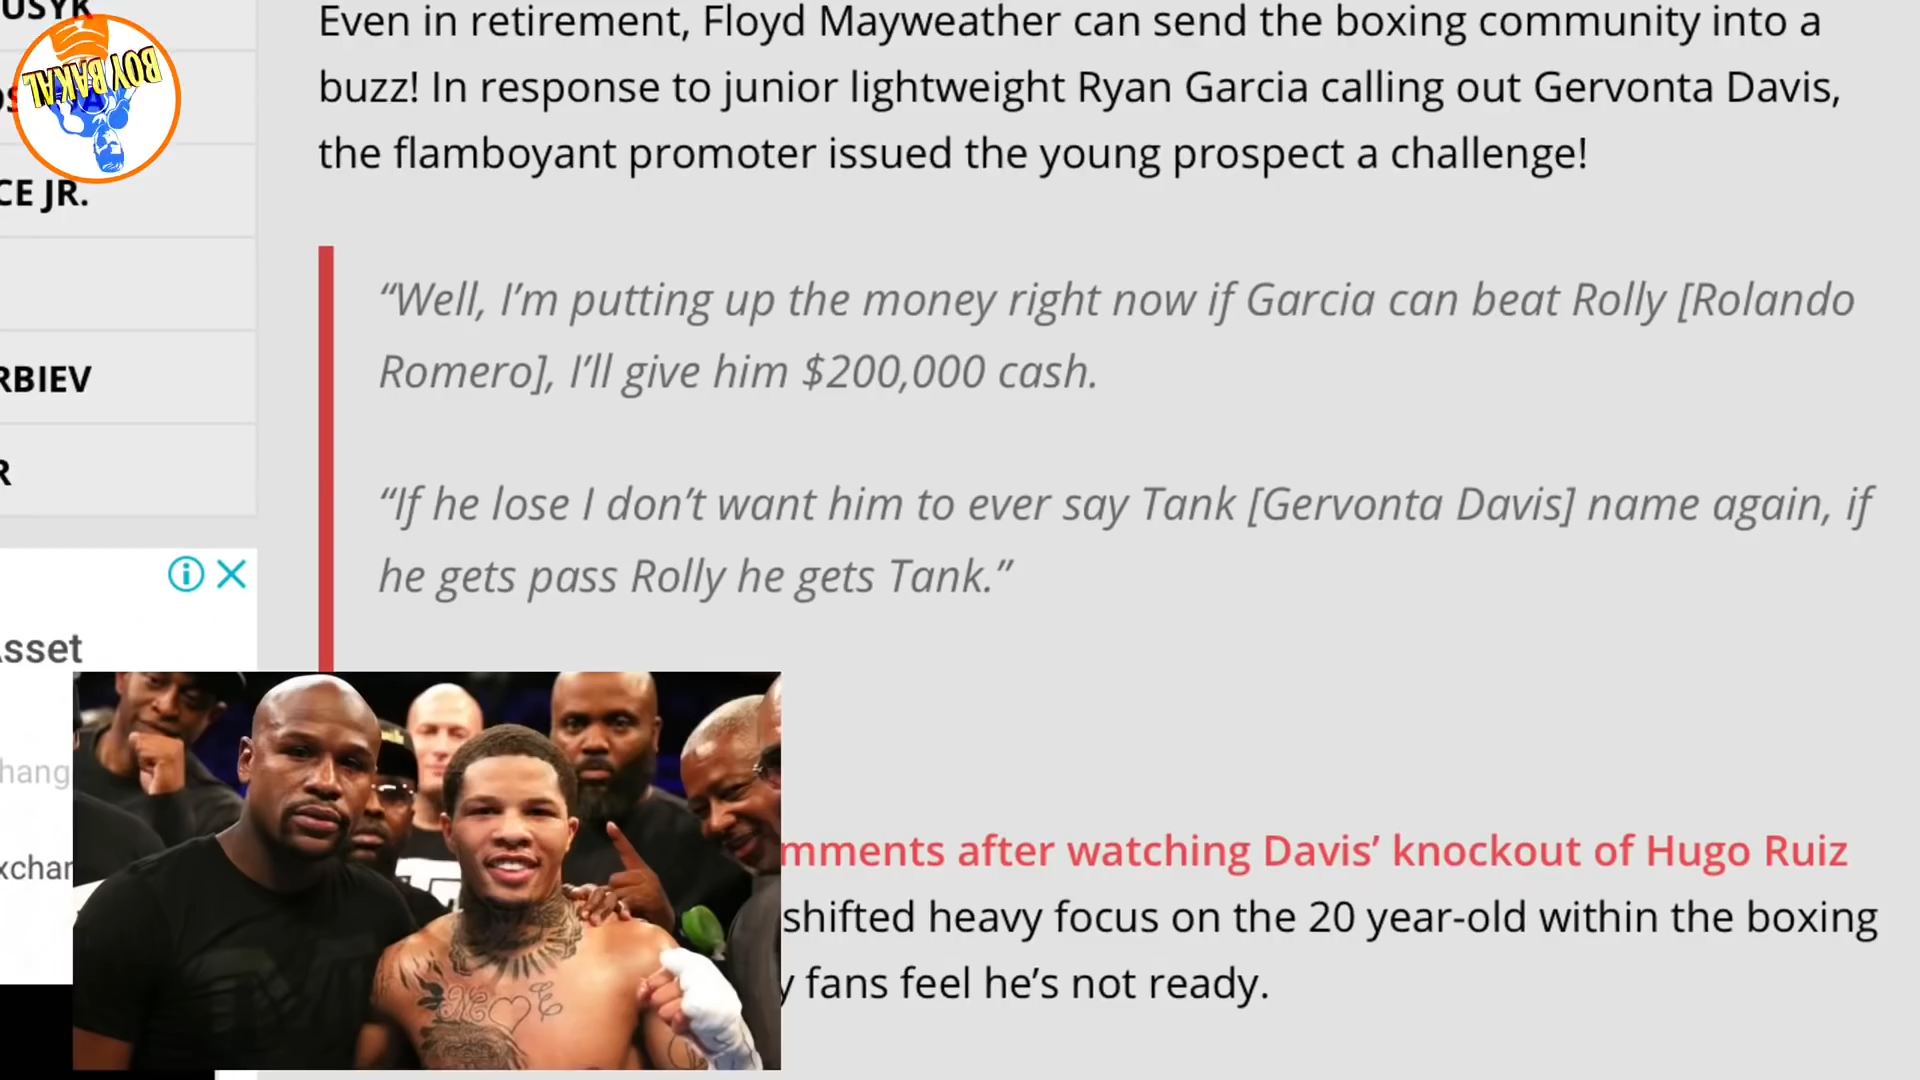 USYK
BOY BAKAL
CE JR.
RBIEV
R
Even in retirement, Floyd Mayweather can send the boxing community into a
buzz! In response to junior lightweight Ryan Garcia calling out Gervonta Davis,
the flamboyant promoter issued the young prospect a challenge!
“Well, I’m putting up the money right now if Garcia can beat Rolly [Rolando
Romero], I’ll give him $200,000 cash.
“If he lose I don’t want him to ever say Tank [Gervonta Davis] name again, if
he gets pass Rolly he gets Tank.”
sset
hang
xchar
mments after watching Davis’ knockout of Hugo Ruiz
shifted heavy focus on the 20 year-old within the boxing
y fans feel he’s not ready.